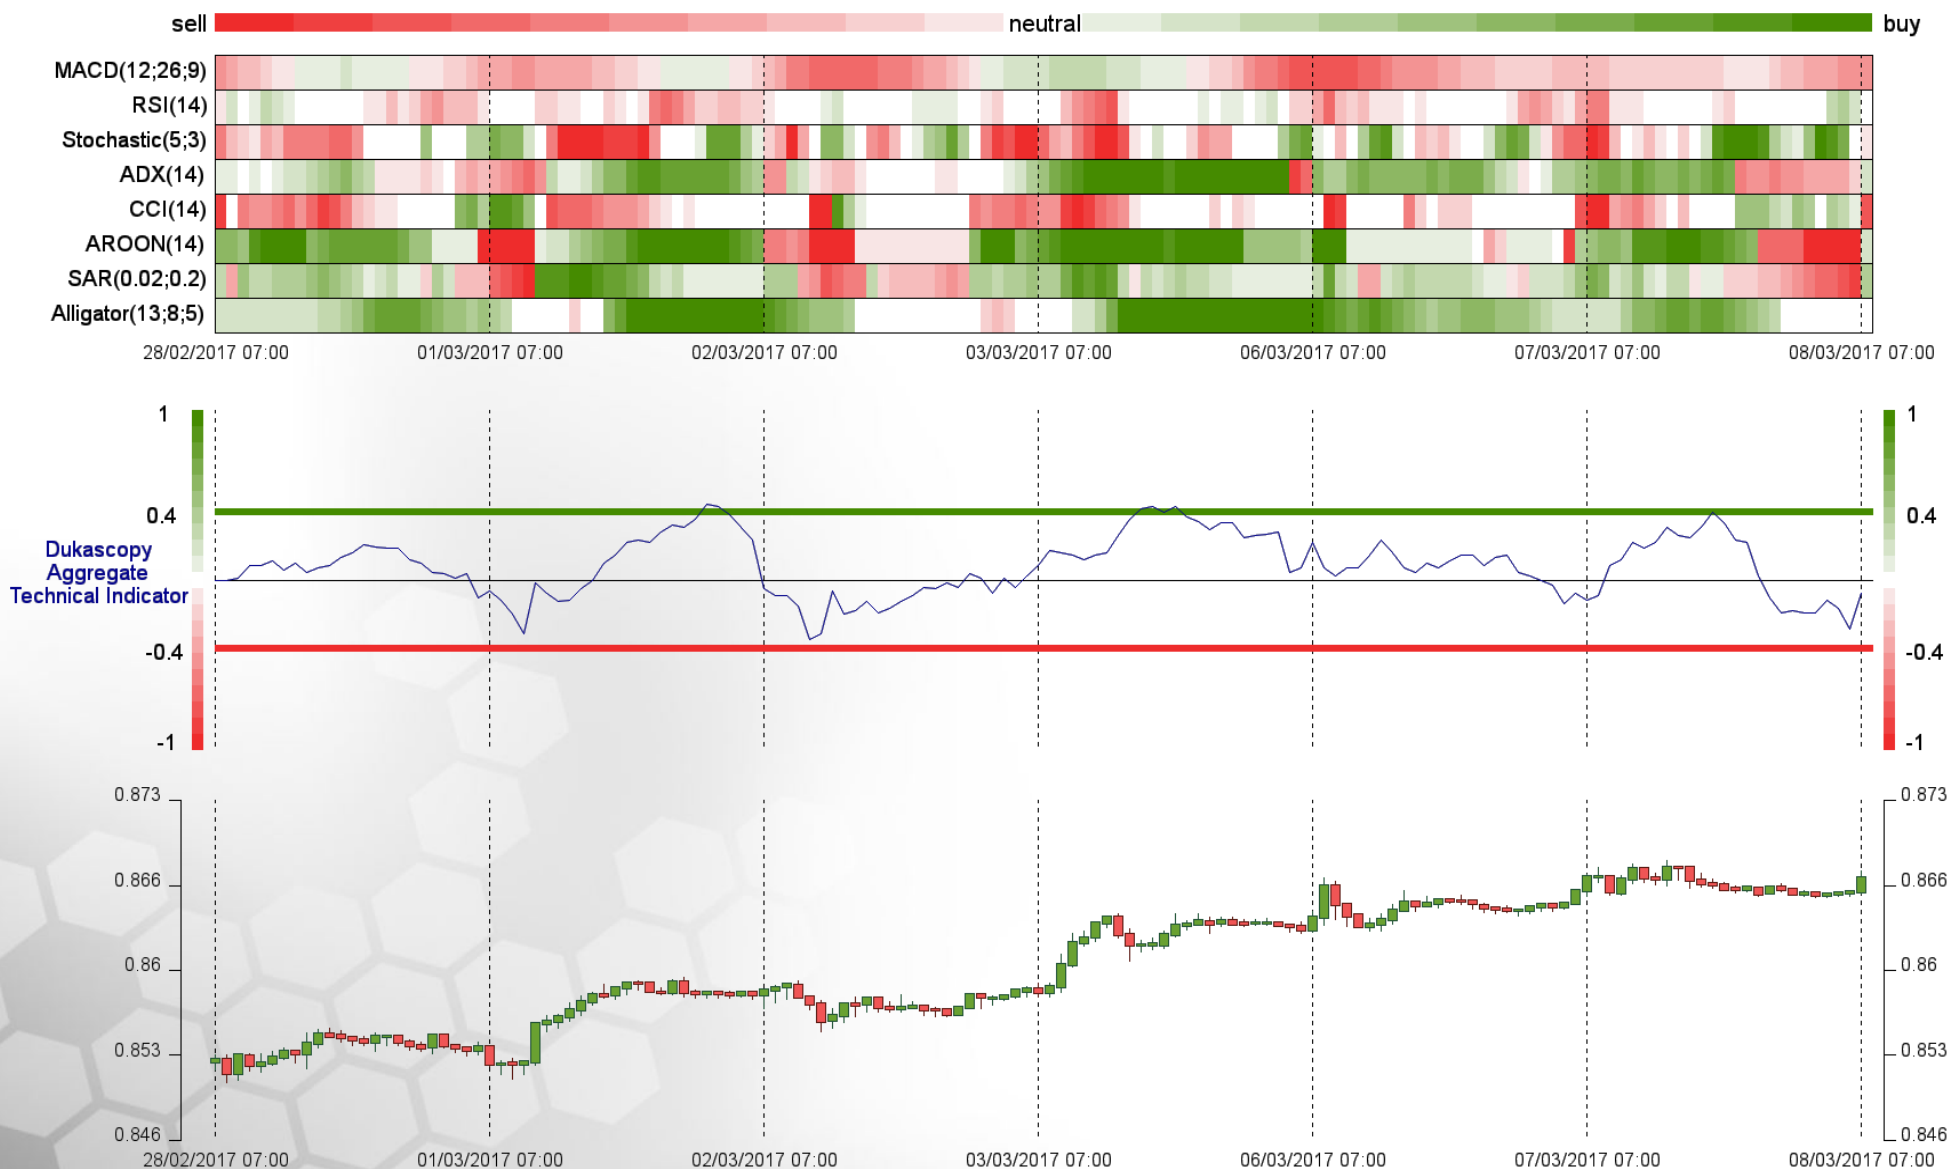 sell neutral buy
MACD(12;26;9)
RSI(14)
Stochastic(5;3)
ADX(14)
CCI(14)
AROON(14)
SAR(0.02;0.2)
Alligator(13;8;5)
28/02/2017 07:00 01/03/2017 07:00 02/03/2017 07:00 03/03/2017 07:00 06/03/2017 07:00 07/03/2017 07:00 08/03/2017 07:00
1 1
0.4 0.4
Dukascopy
Aggregate
Technical Indicator
-0.4 -0.4
-1 -1
0.873 0.873
0.866 0.866
0.86 0.86
0.853 0.853
0.846 0.846
28/02/2017 07:00 01/03/2017 07:00 02/03/2017 07:00 03/03/2017 07:00 06/03/2017 07:00 07/03/2017 07:00 08/03/2017 07:00